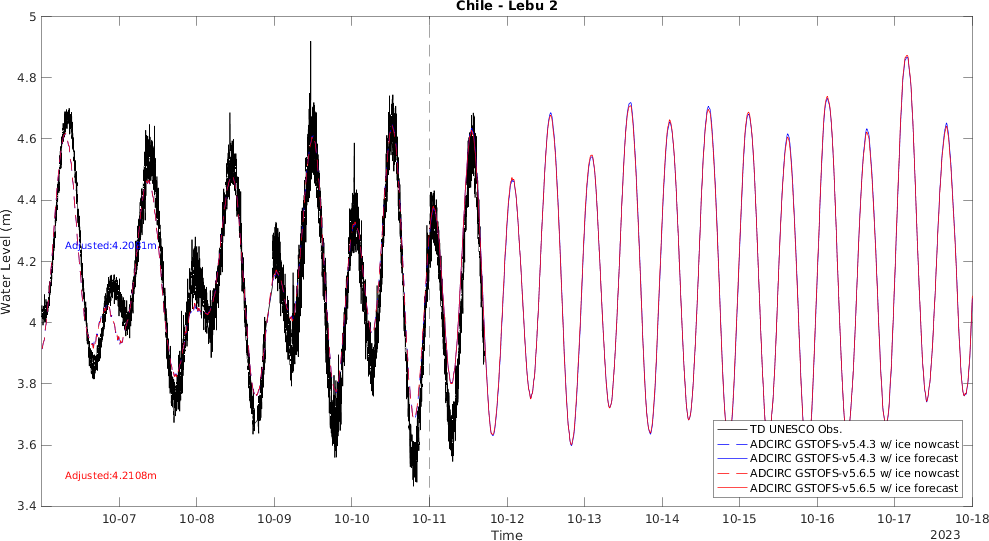 Chile - Lebu 2
5
4.8
4.6
4.4
4.2
4
3.8
3.6
3.4
Water Level (m)
Adjusted:4.2081m
Adjusted:4.2108m
TD UNESCO Obs.
ADCIRC GSTOFS-v5.4.3 w/ ice nowcast
ADCIRC GSTOFS-v5.4.3 w/ ice forecast
ADCIRC GSTOFS-v5.6.5 w/ ice nowcast
ADCIRC GSTOFS-v5.6.5 w/ ice forecast
10-07 10-08 10-09 10-10 10-11 10-12 10-13 10-14 10-15 10-16 10-17 10-18
Time
2023